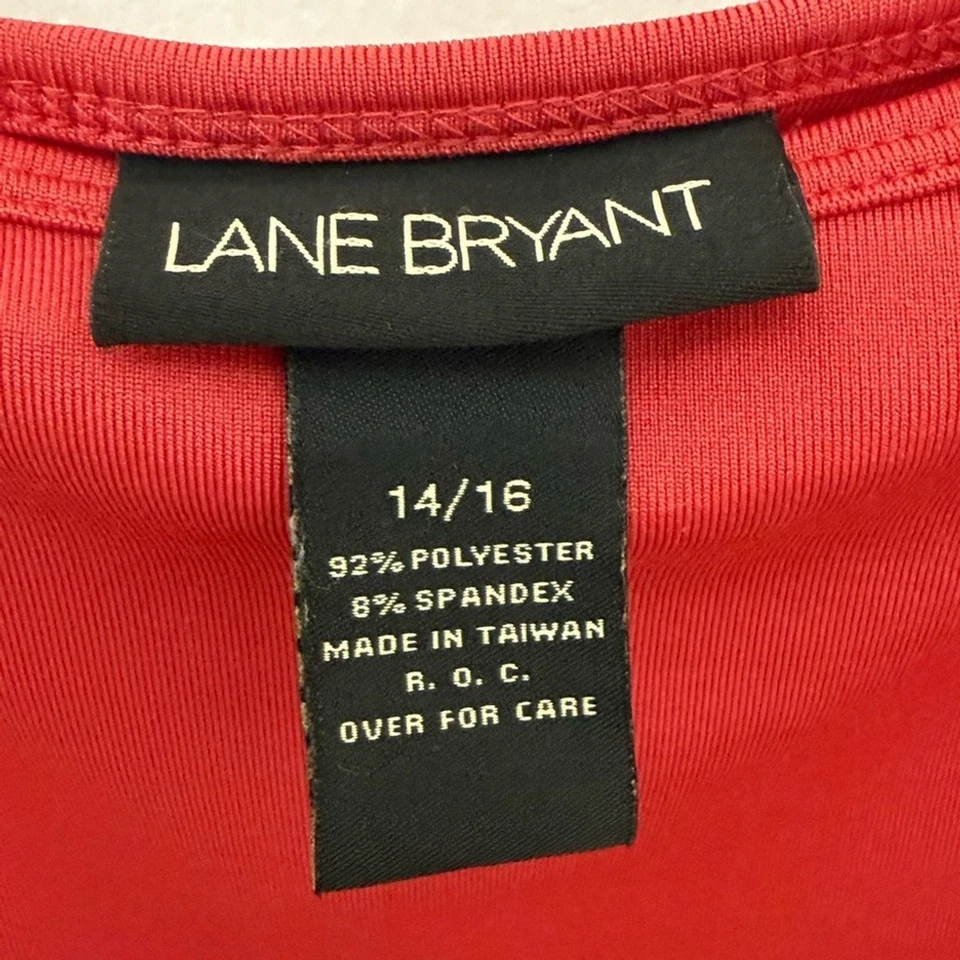 LANE BRYANT
14/16
92% POLYESTER
8% SPANDEX
MADE IN TAIWAN
R. O. C.
OVER FOR CARE